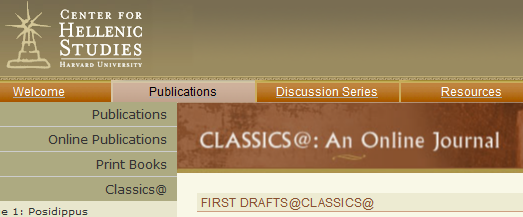 CENTER FOR
HELLENIC
STUDIES
HARVARD UNIVERSITY
Welcome Publications Discussion Series Resources
Publications
Online Publications
Print Books
Classics@
e 1: Posidippus
CLASSICS@: An Online Journal
FIRST DRAFTS@CLASSICS@